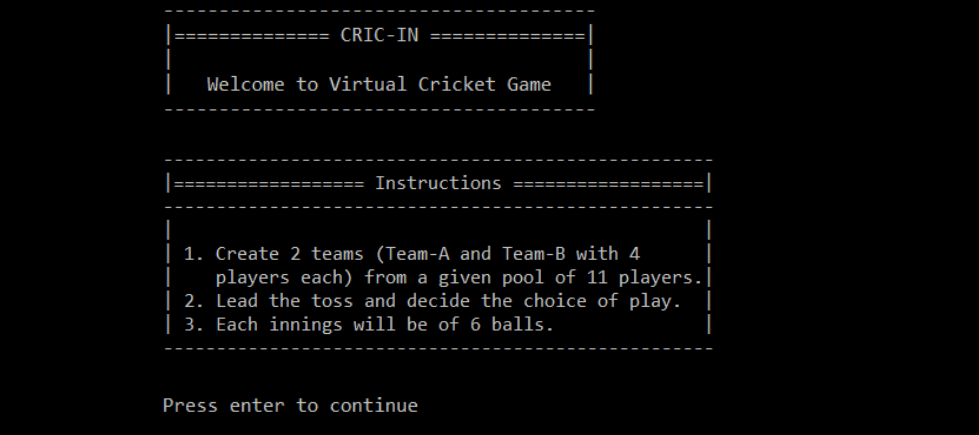 -----------------------------------------
|============== CRIC-IN ==============|
|                                     |
|   Welcome to Virtual Cricket Game   |
-----------------------------------------
----------------------------------------------------
|================== Instructions ==================|
----------------------------------------------------
|                                                  |
| 1. Create 2 teams (Team-A and Team-B with 4      |
|    players each) from a given pool of 11 players.|
| 2. Lead the toss and decide the choice of play.  |
| 3. Each innings will be of 6 balls.              |
----------------------------------------------------
Press enter to continue